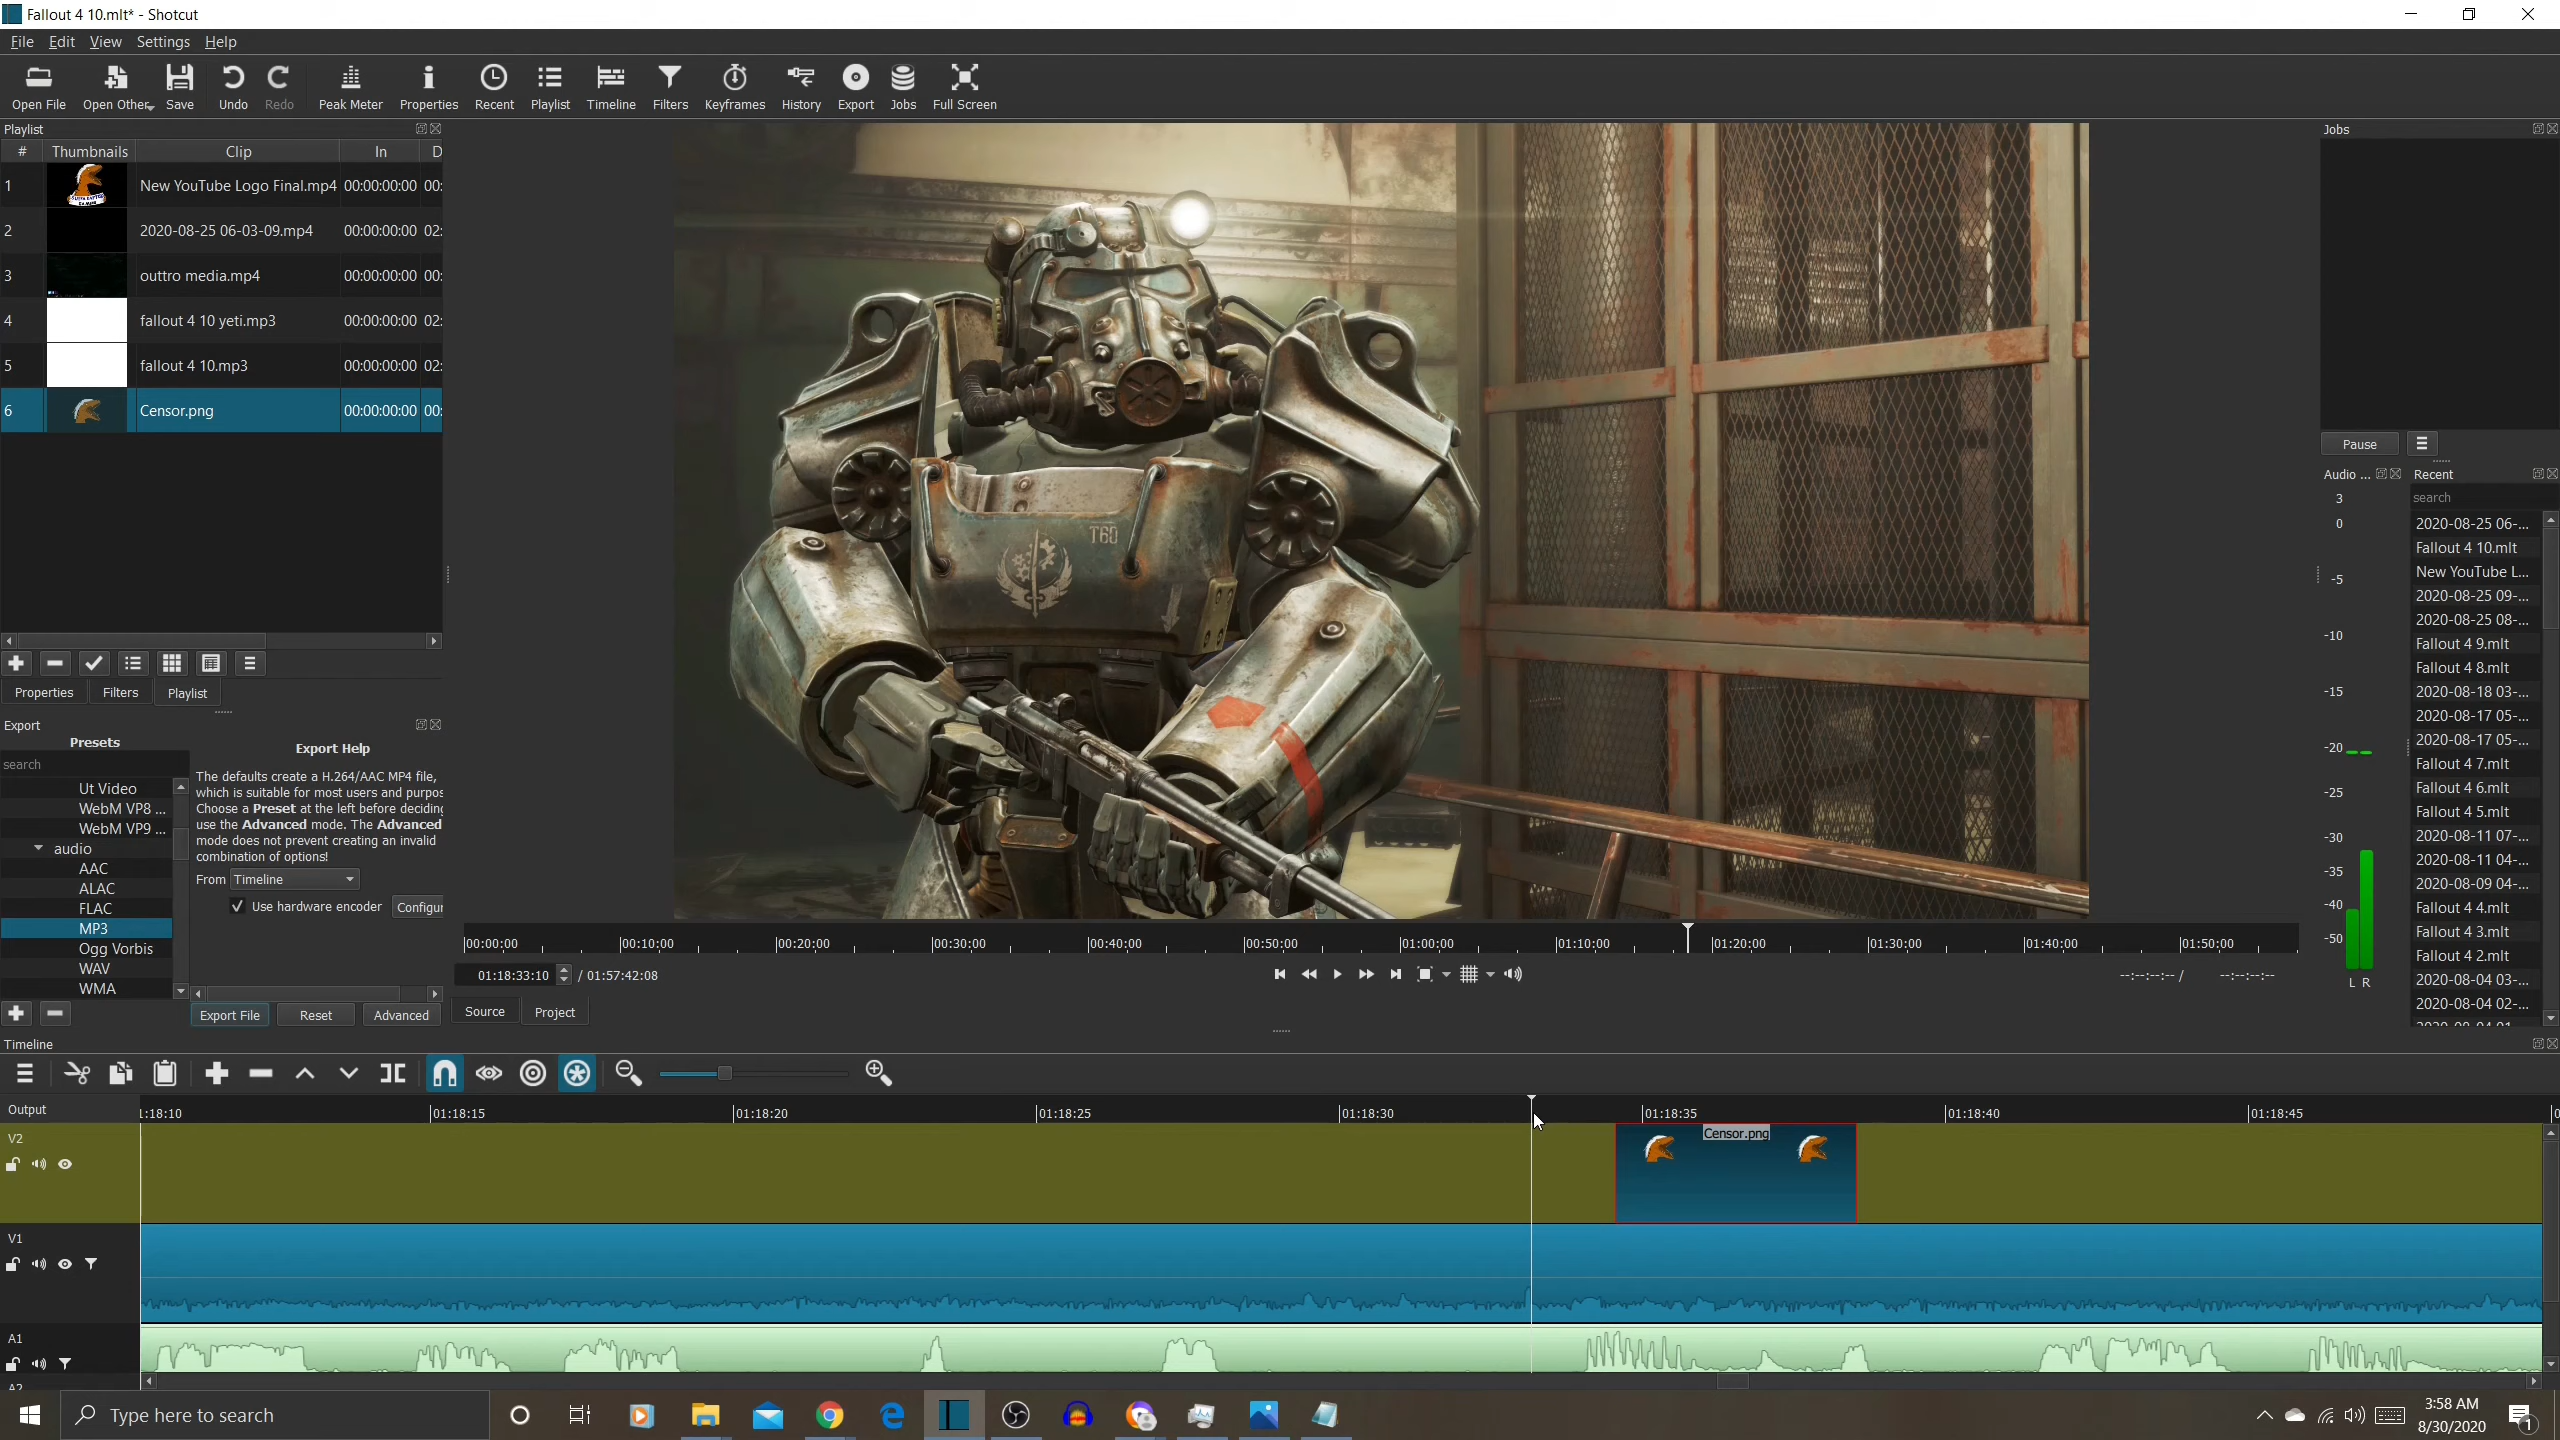 Fallout 4 10.mlt* - Shotcut
File Edit View Settings Help
Open File Open Other Save Undo Redo Peak Meter Properties Recent Playlist Timeline Filters Keyframes History Export Jobs Full Screen
Playlist
# Thumbnails Clip In D
1 New YouTube Logo Final.mp4 00:00:00:00 00:
2 2020-08-25 06-03-09.mp4 00:00:00:00 02:
3 outtro media.mp4 00:00:00:00 00:
4 fallout 4 10 yeti.mp3 00:00:00:00 02:
5 fallout 4 10.mp3 00:00:00:00 02:
6 Censor.png 00:00:00:00 00:
Properties Filters Playlist
Export
Presets
search
Ut Video
WebM VP8 ...
WebM VP9 ...
audio
AAC
ALAC
FLAC
MP3
Ogg Vorbis
WAV
WMA
Export Help
The defaults create a H.264/AAC MP4 file,
which is suitable for most users and purpos
Choose a Preset at the left before deciding
use the Advanced mode. The Advanced
mode does not prevent creating an invalid
combination of options!
From Timeline
Use hardware encoder Configur
Export File Reset Advanced
T60
00:00:00 00:10:00 00:20:00 00:30:00 00:40:00 00:50:00 01:00:00 01:10:00 01:20:00 01:30:00 01:40:00 01:50:00
01:18:33:10 / 01:57:42:08
--:--:--:-- / --:--:--:--
Source Project
Jobs
Pause
Audio ...
3
0
-5
-10
-15
-20
-25
-30
-35
-40
-50
L R
Recent
search
2020-08-25 06-...
Fallout 4 10.mlt
New YouTube L...
2020-08-25 09-...
2020-08-25 08-...
Fallout 4 9.mlt
Fallout 4 8.mlt
2020-08-18 03-...
2020-08-17 05-...
2020-08-17 05-...
Fallout 4 7.mlt
Fallout 4 6.mlt
Fallout 4 5.mlt
2020-08-11 07-...
2020-08-11 04-...
2020-08-09 04-...
Fallout 4 4.mlt
Fallout 4 3.mlt
Fallout 4 2.mlt
2020-08-04 03-...
2020-08-04 02-...
Timeline
Output
1:18:10 01:18:15 01:18:20 01:18:25 01:18:30 01:18:35 01:18:40 01:18:45 0
V2
Censor.png
V1
A1
A2
Type here to search
3:58 AM
8/30/2020
1